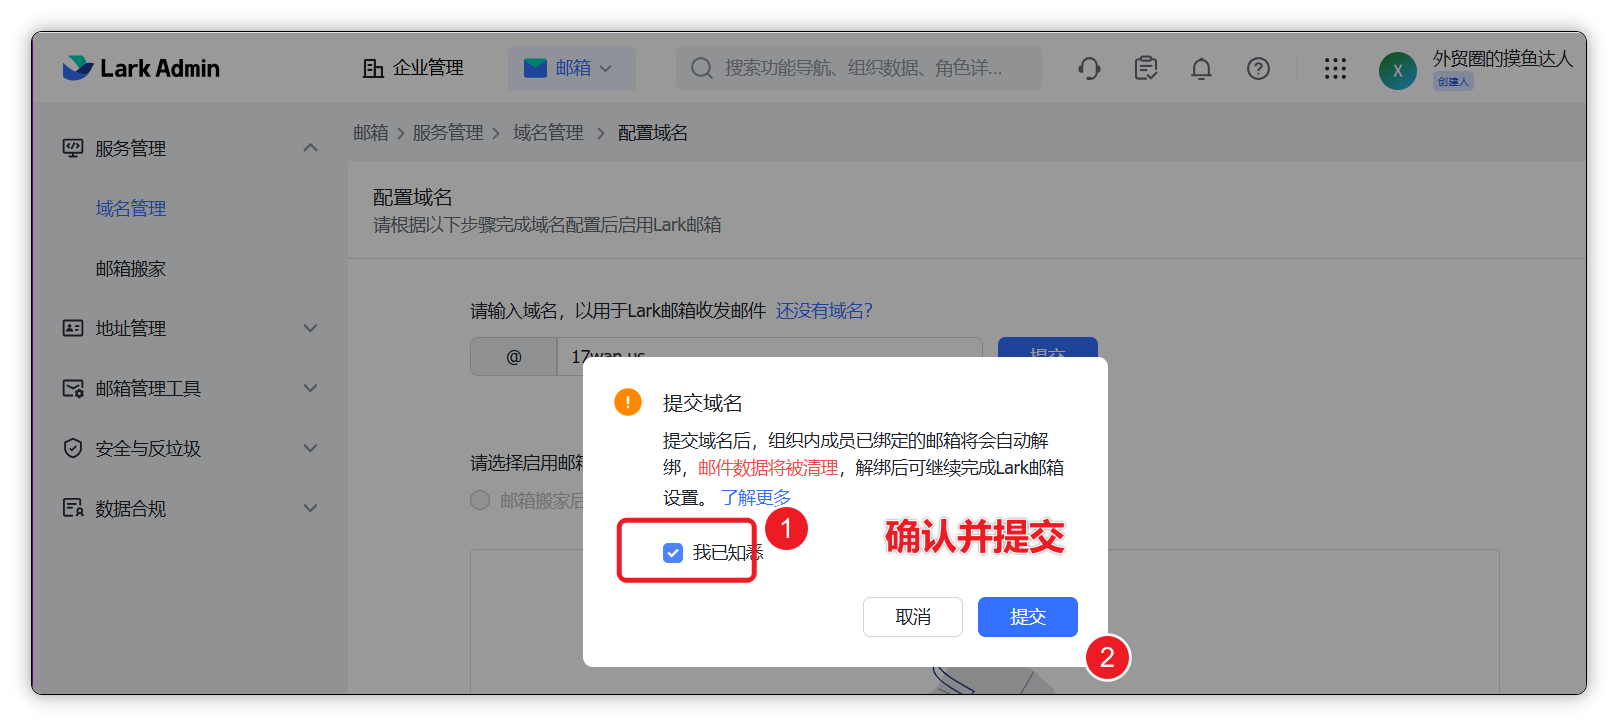 Lark Admin
企业管理
邮箱
搜索功能导航、组织数据、角色详...
X
外贸圈的摸鱼达人
创建人
服务管理
域名管理
邮箱搬家
地址管理
邮箱管理工具
安全与反垃圾
数据合规
邮箱 > 服务管理 > 域名管理 > 配置域名
配置域名
请根据以下步骤完成域名配置后启用Lark邮箱
请输入域名，以用于Lark邮箱收发邮件 还没有域名?
@
17wan.us
提交
请选择启用邮箱
邮箱搬家后
提交域名
提交域名后，组织内成员已绑定的邮箱将会自动解
绑，邮件数据将被清理，解绑后可继续完成Lark邮箱
设置。 了解更多
我已知悉
1
确认并提交
取消
提交
2